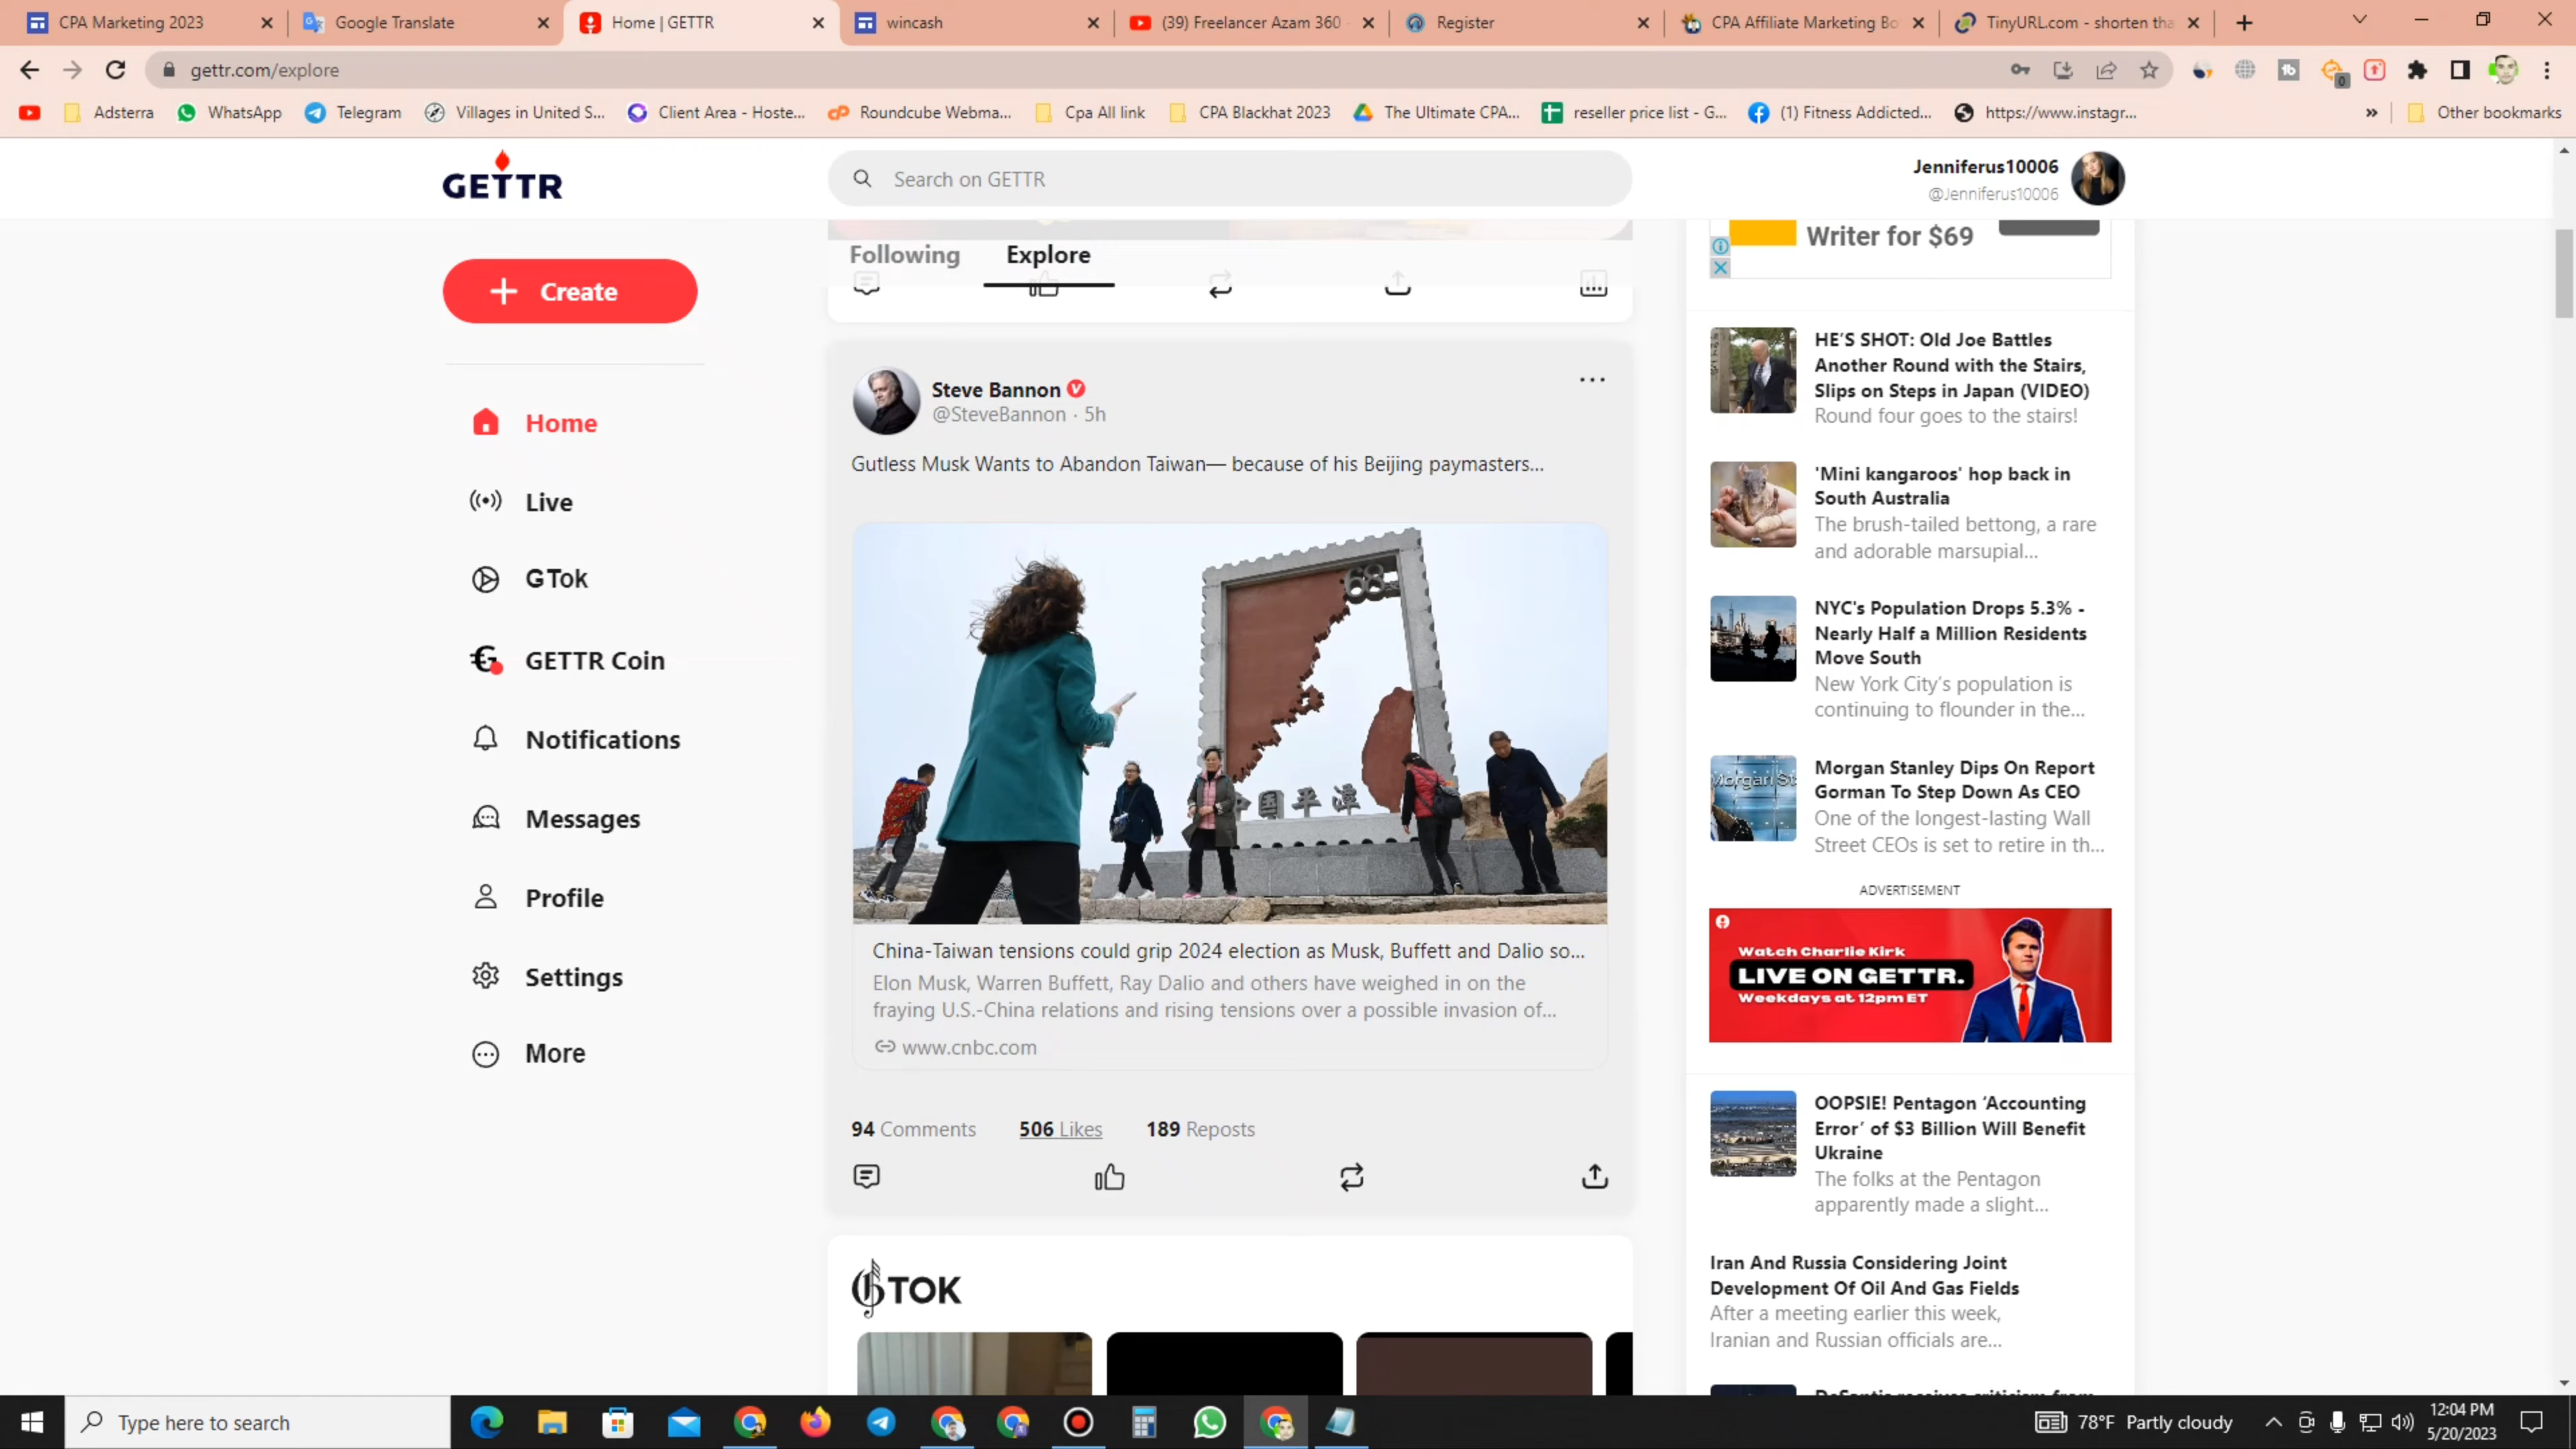 CPA Marketing 2023
Google Translate
Home | GETTR
wincash
(39) Freelancer Azam 360 -
Register
CPA Affiliate Marketing Bo
TinyURL.com - shorten tha
gettr.com/explore
Adsterra
WhatsApp
Telegram
Villages in United S...
Client Area - Hoste...
Roundcube Webma...
Cpa All link
CPA Blackhat 2023
The Ultimate CPA...
reseller price list - G...
(1) Fitness Addicted...
https://www.instagr...
Other bookmarks
GETTR
Search on GETTR
Jenniferus10006
@Jenniferus10006
Create
Home
Live
GTok
GETTR Coin
Notifications
Messages
Profile
Settings
More
Following
Explore
Steve Bannon
@SteveBannon · 5h
Gutless Musk Wants to Abandon Taiwan— because of his Beijing paymasters...
68
中国平潭
China-Taiwan tensions could grip 2024 election as Musk, Buffett and Dalio so...
Elon Musk, Warren Buffett, Ray Dalio and others have weighed in on the
fraying U.S.-China relations and rising tensions over a possible invasion of...
www.cnbc.com
94 Comments
506 Likes
189 Reposts
TOK
Writer for $69
HE'S SHOT: Old Joe Battles
Another Round with the Stairs,
Slips on Steps in Japan (VIDEO)
Round four goes to the stairs!
'Mini kangaroos' hop back in
South Australia
The brush-tailed bettong, a rare
and adorable marsupial...
NYC's Population Drops 5.3% -
Nearly Half a Million Residents
Move South
New York City's population is
continuing to flounder in the...
Morgan Stanley Dips On Report
Gorman To Step Down As CEO
One of the longest-lasting Wall
Street CEOs is set to retire in th...
ADVERTISEMENT
Watch Charlie Kirk
LIVE ON GETTR.
Weekdays at 12pm ET
OOPSIE! Pentagon ‘Accounting
Error’ of $3 Billion Will Benefit
Ukraine
The folks at the Pentagon
apparently made a slight...
Iran And Russia Considering Joint
Development Of Oil And Gas Fields
After a meeting earlier this week,
Iranian and Russian officials are...
Type here to search
78°F Partly cloudy
12:04 PM
5/20/2023